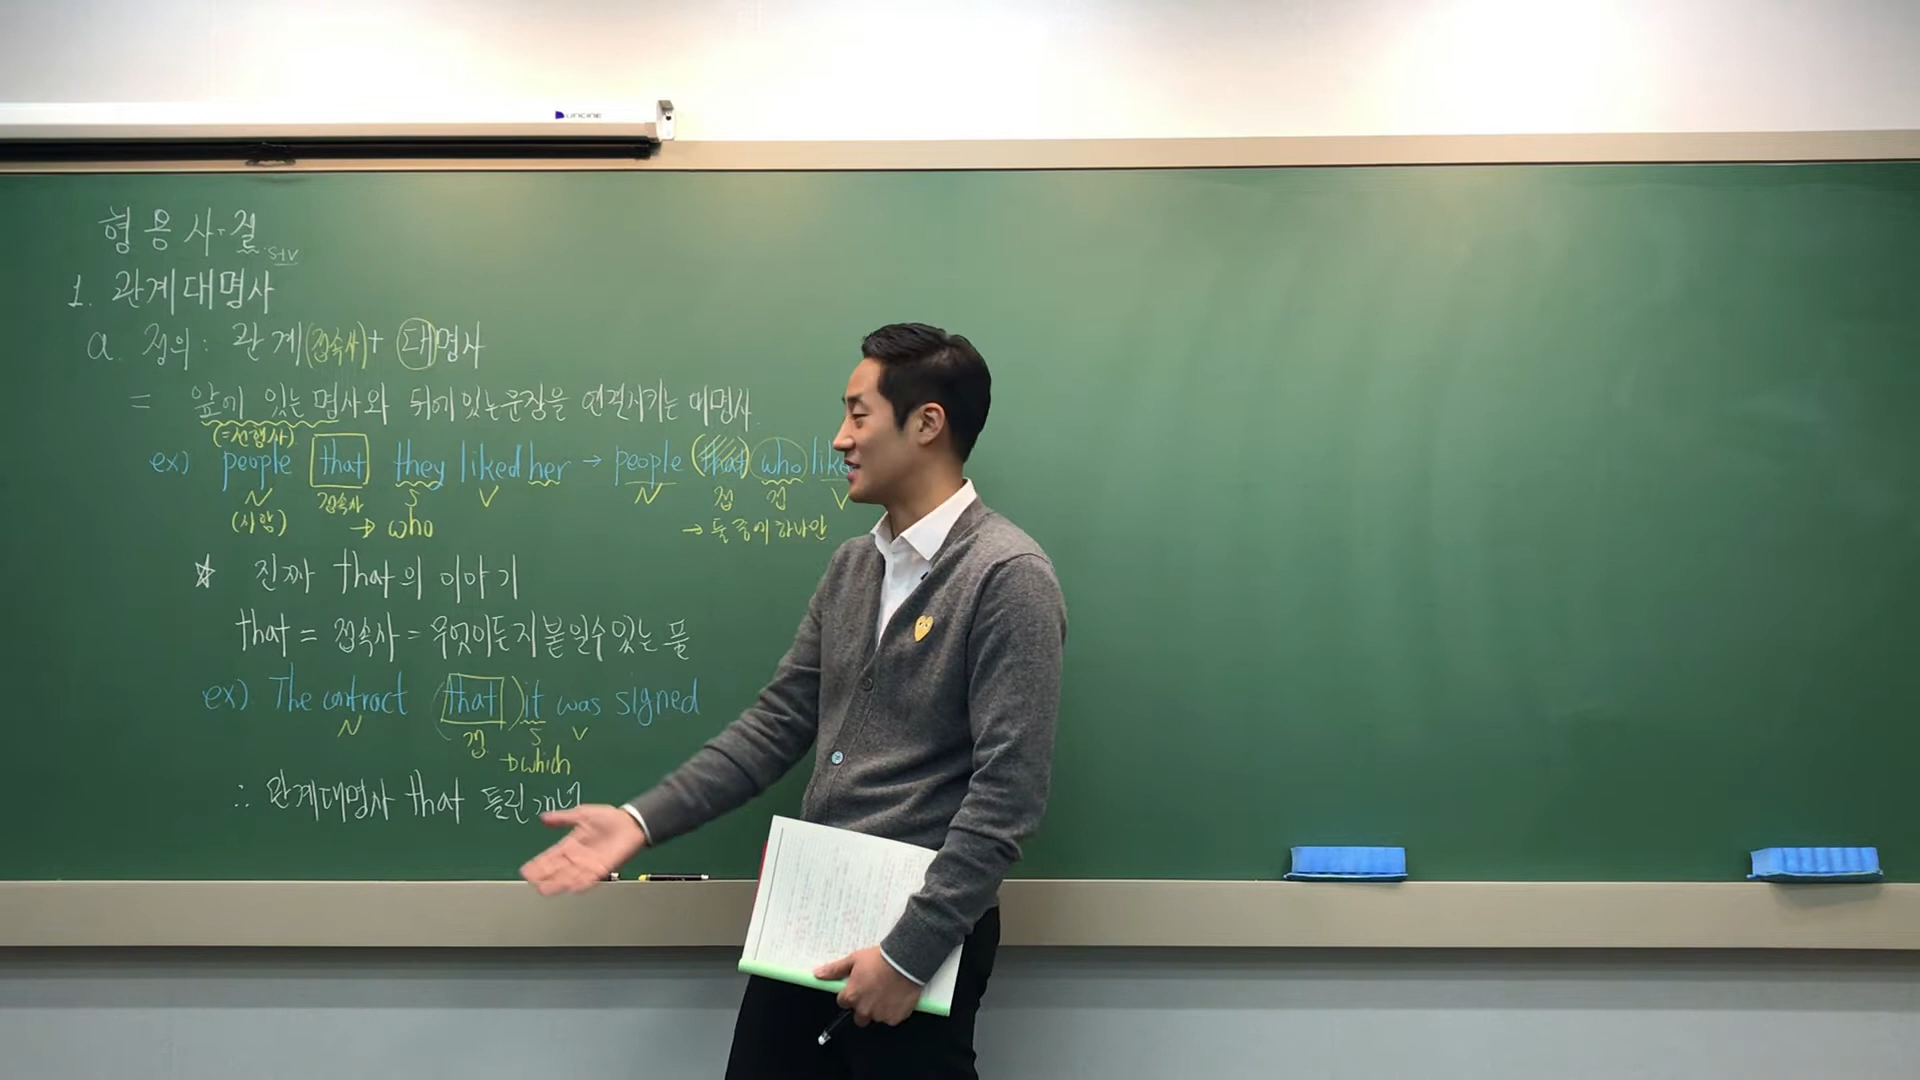 DUNCINE
형용사절 S+V
1. 관계대명사
a. 정의 : 관계(접속사) + 대명사
= 앞에 있는 명사와 뒤에있는문장을 연결시키는 대명사
(=선행사)
ex) people that they liked her → people (that) who like
N 접속사 S V N 접 접 V
(사람) → who → 둘중에하나만
☆ 진짜 that의 이야기
that = 접속사 = 무엇이든지붙일수있는 풀
ex) The contract (that) it was signed
N 접 S V
→ which
∴ 관계대명사 that 틀린개념